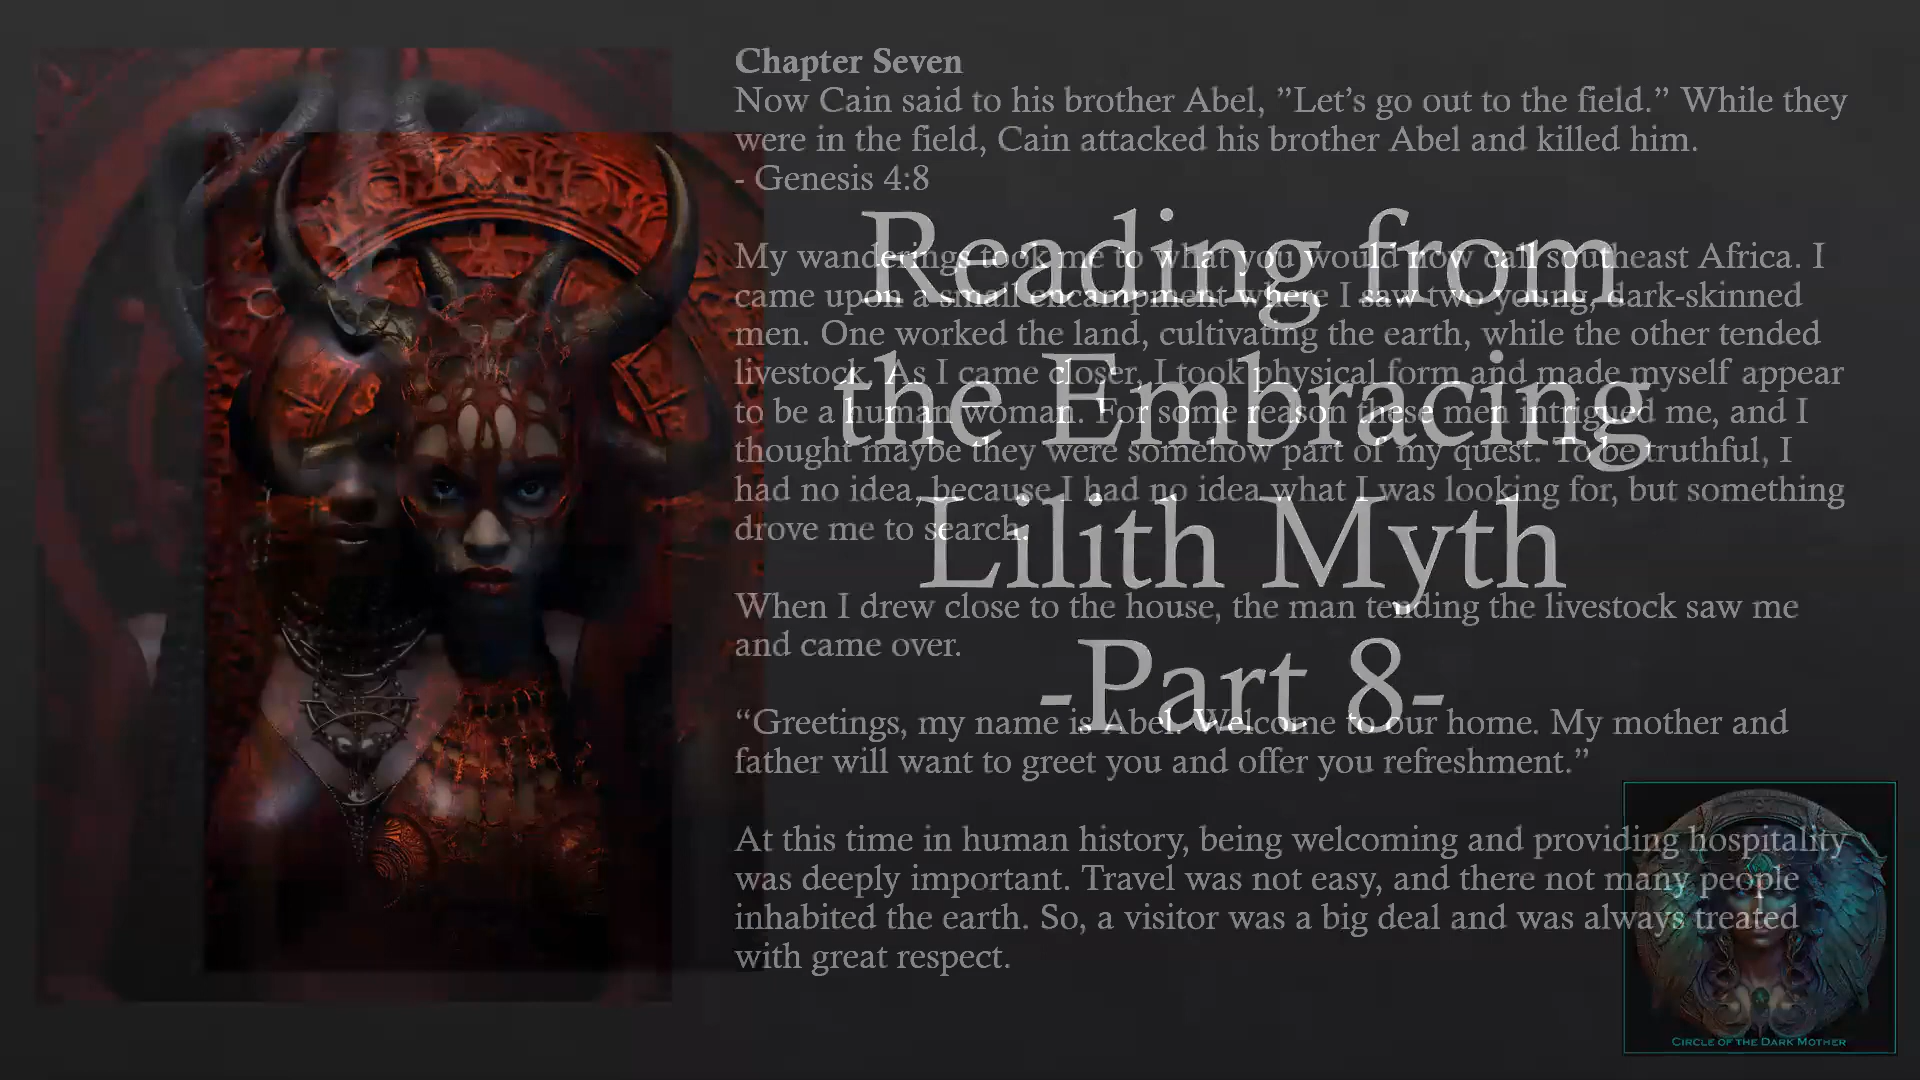 Chapter Seven
Now Cain said to his brother Abel, ”Let’s go out to the field.” While they
were in the field, Cain attacked his brother Abel and killed him.
- Genesis 4:8
My wanderings took me to what you would now call southeast Africa. I
came upon a small encampment where I saw two young, dark-skinned
men. One worked the land, cultivating the earth, while the other tended
livestock. As I came closer, I took physical form and made myself appear
to be a human woman. For some reason these men intrigued me, and I
thought maybe they were somehow part of my quest. To be truthful, I
had no idea, because I had no idea what I was looking for, but something
drove me to search.
When I drew close to the house, the man tending the livestock saw me
and came over.
“Greetings, my name is Abel. Welcome to our home. My mother and
father will want to greet you and offer you refreshment.”
At this time in human history, being welcoming and providing hospitality
was deeply important. Travel was not easy, and there not many people
inhabited the earth. So, a visitor was a big deal and was always treated
with great respect.
Reading from
the Embracing
Lilith Myth
-Part 8-
Circle of the Dark Mother